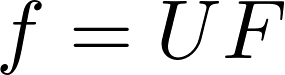 f = UF